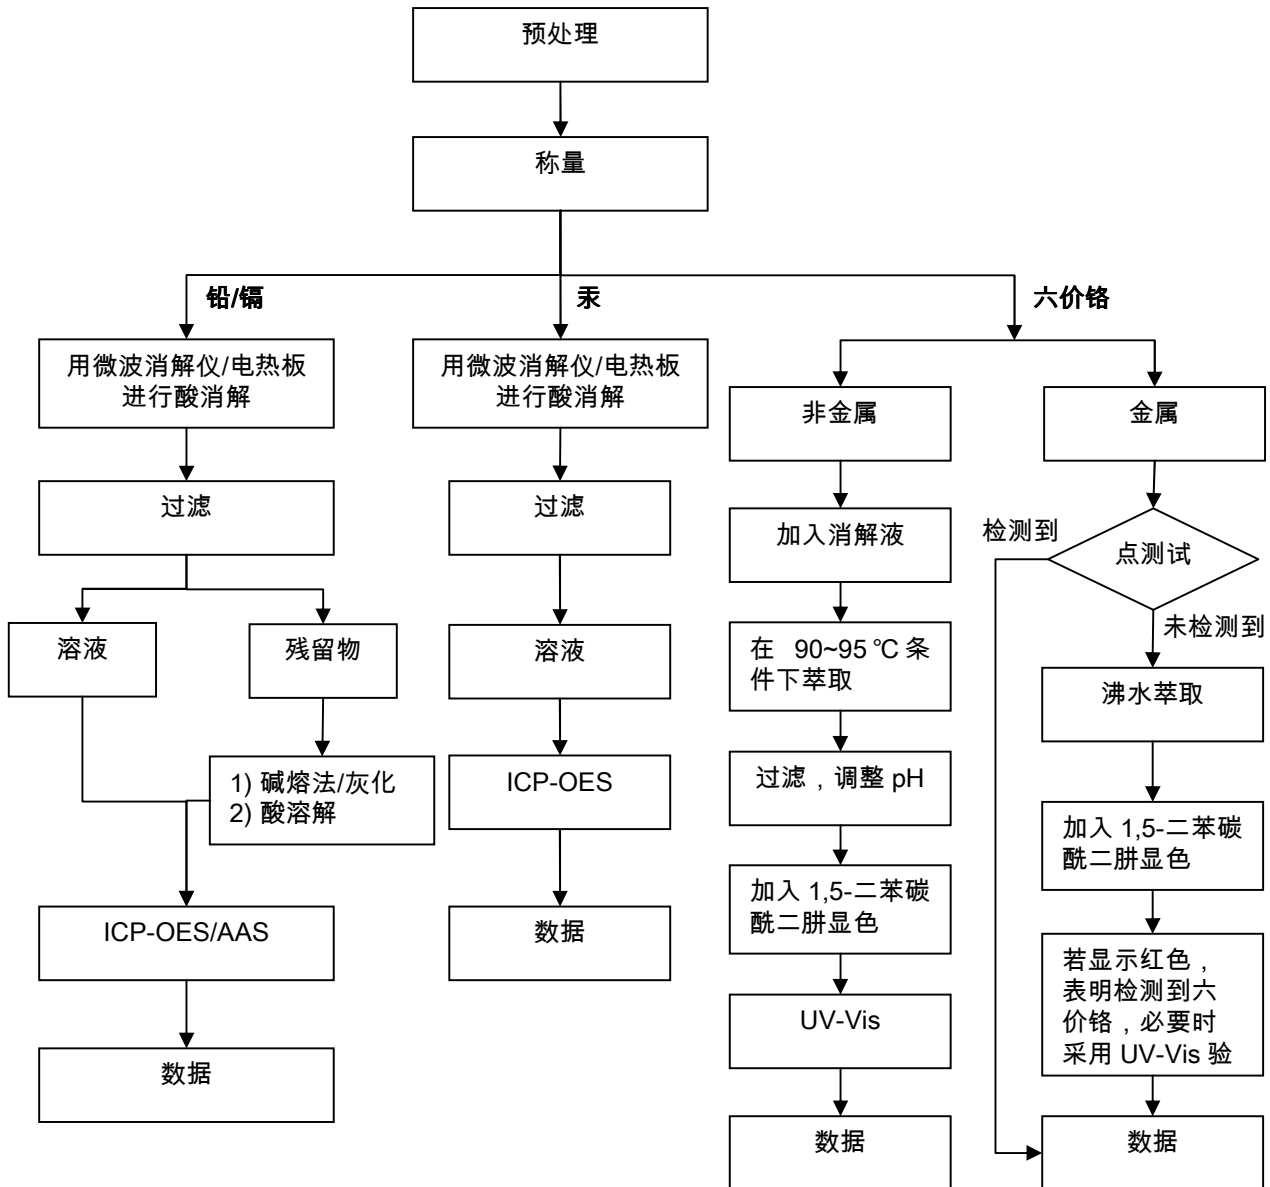 预处理
称量
铅/镉
汞
六价铬
用微波消解仪/电热板
进行酸消解
过滤
溶液
残留物
1) 碱熔法/灰化
2) 酸溶解
ICP-OES/AAS
数据
用微波消解仪/电热板
进行酸消解
过滤
溶液
ICP-OES
数据
非金属
加入消解液
在 90~95 ℃ 条
件下萃取
过滤，调整 pH
加入 1,5-二苯碳
酰二肼显色
UV-Vis
数据
金属
点测试
检测到
未检测到
沸水萃取
加入 1,5-二苯碳
酰二肼显色
若显示红色，
表明检测到六
价铬，必要时
采用 UV-Vis 验
数据